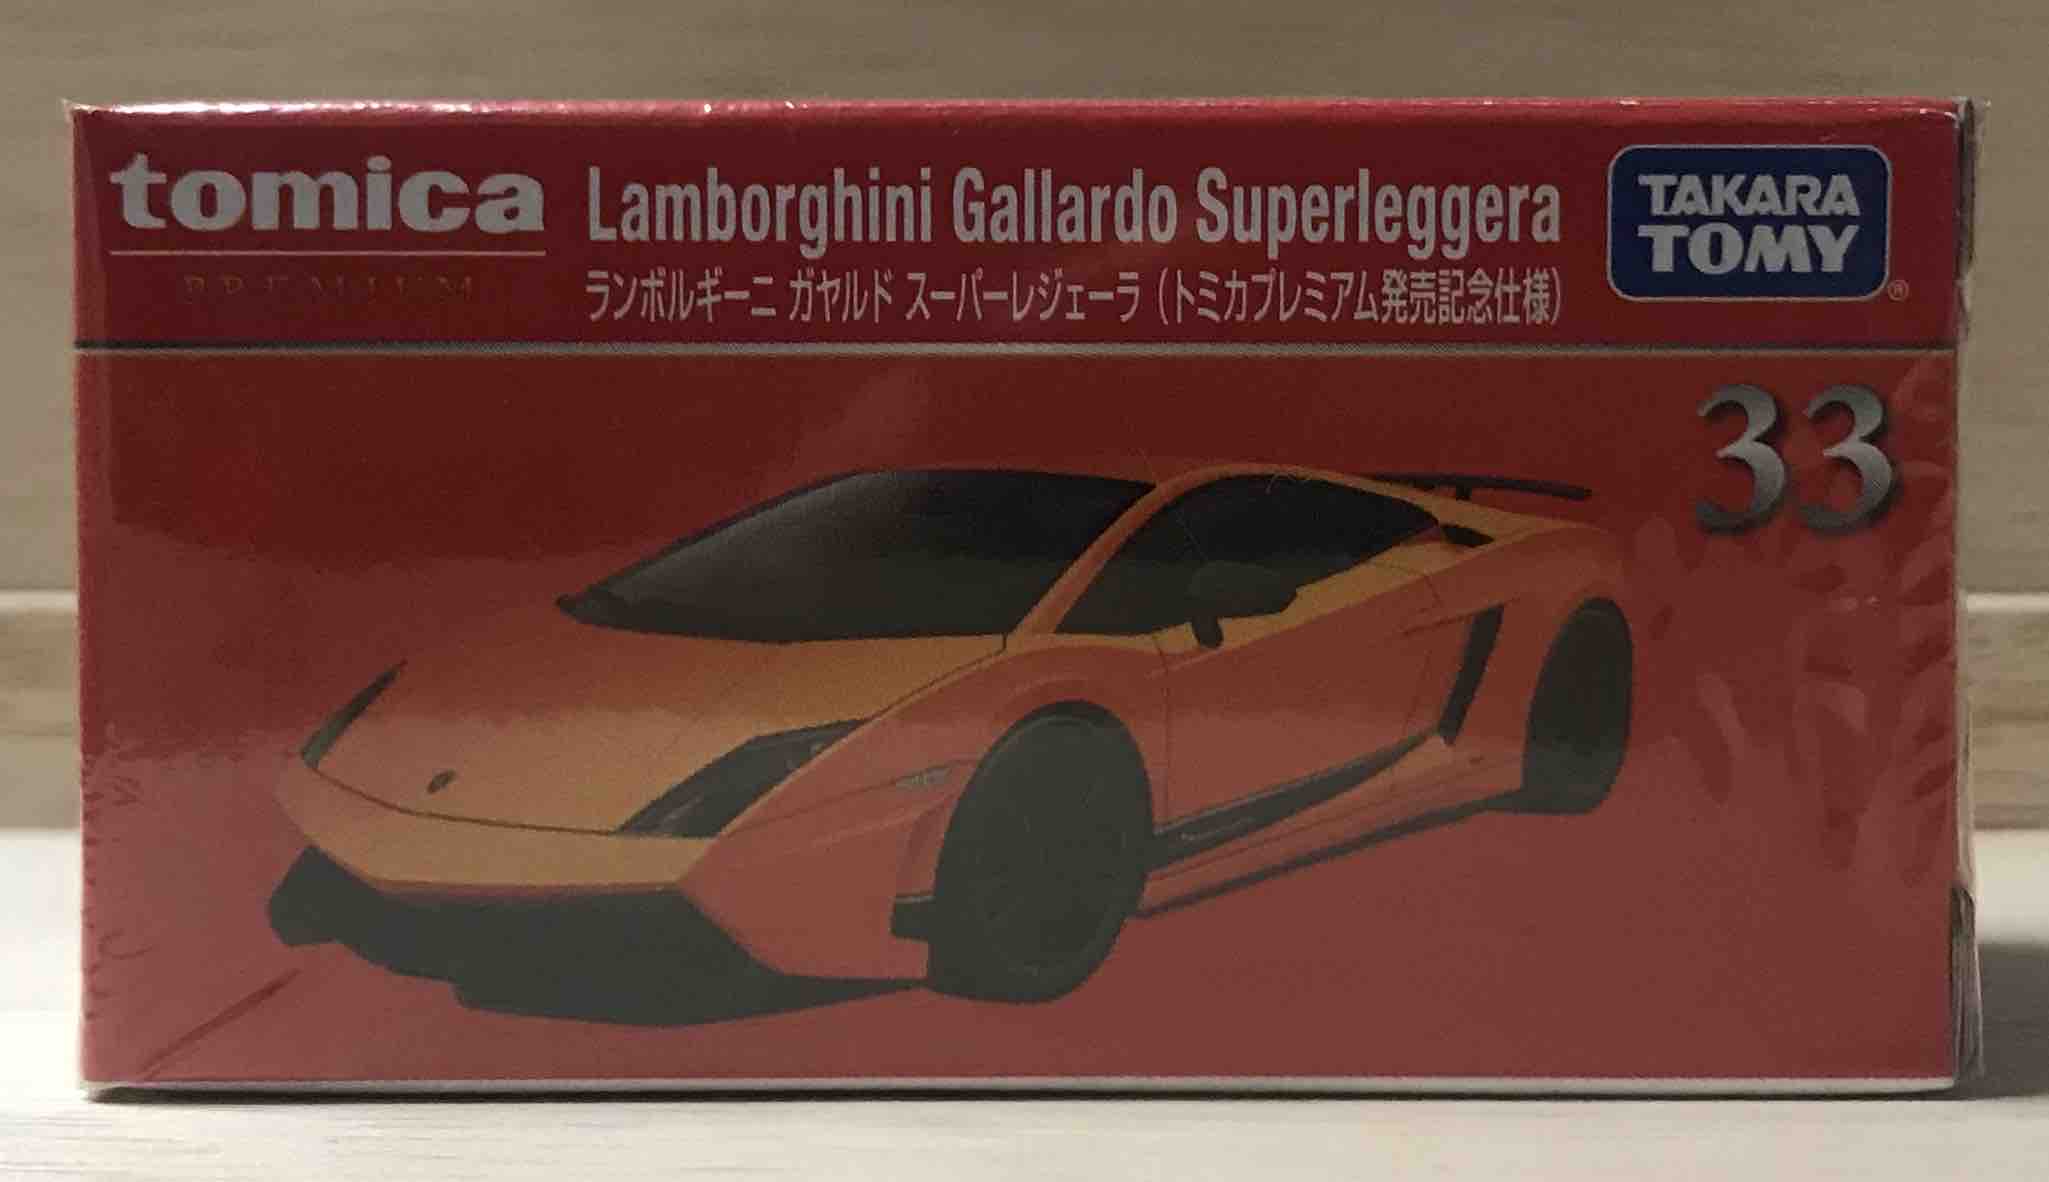 tomica
PREMIUM
Lamborghini Gallardo Superleggera
ランボルギーニ ガヤルド スーパーレジェーラ（トミカプレミアム発売記念仕様）
TAKARA
TOMY
®
33